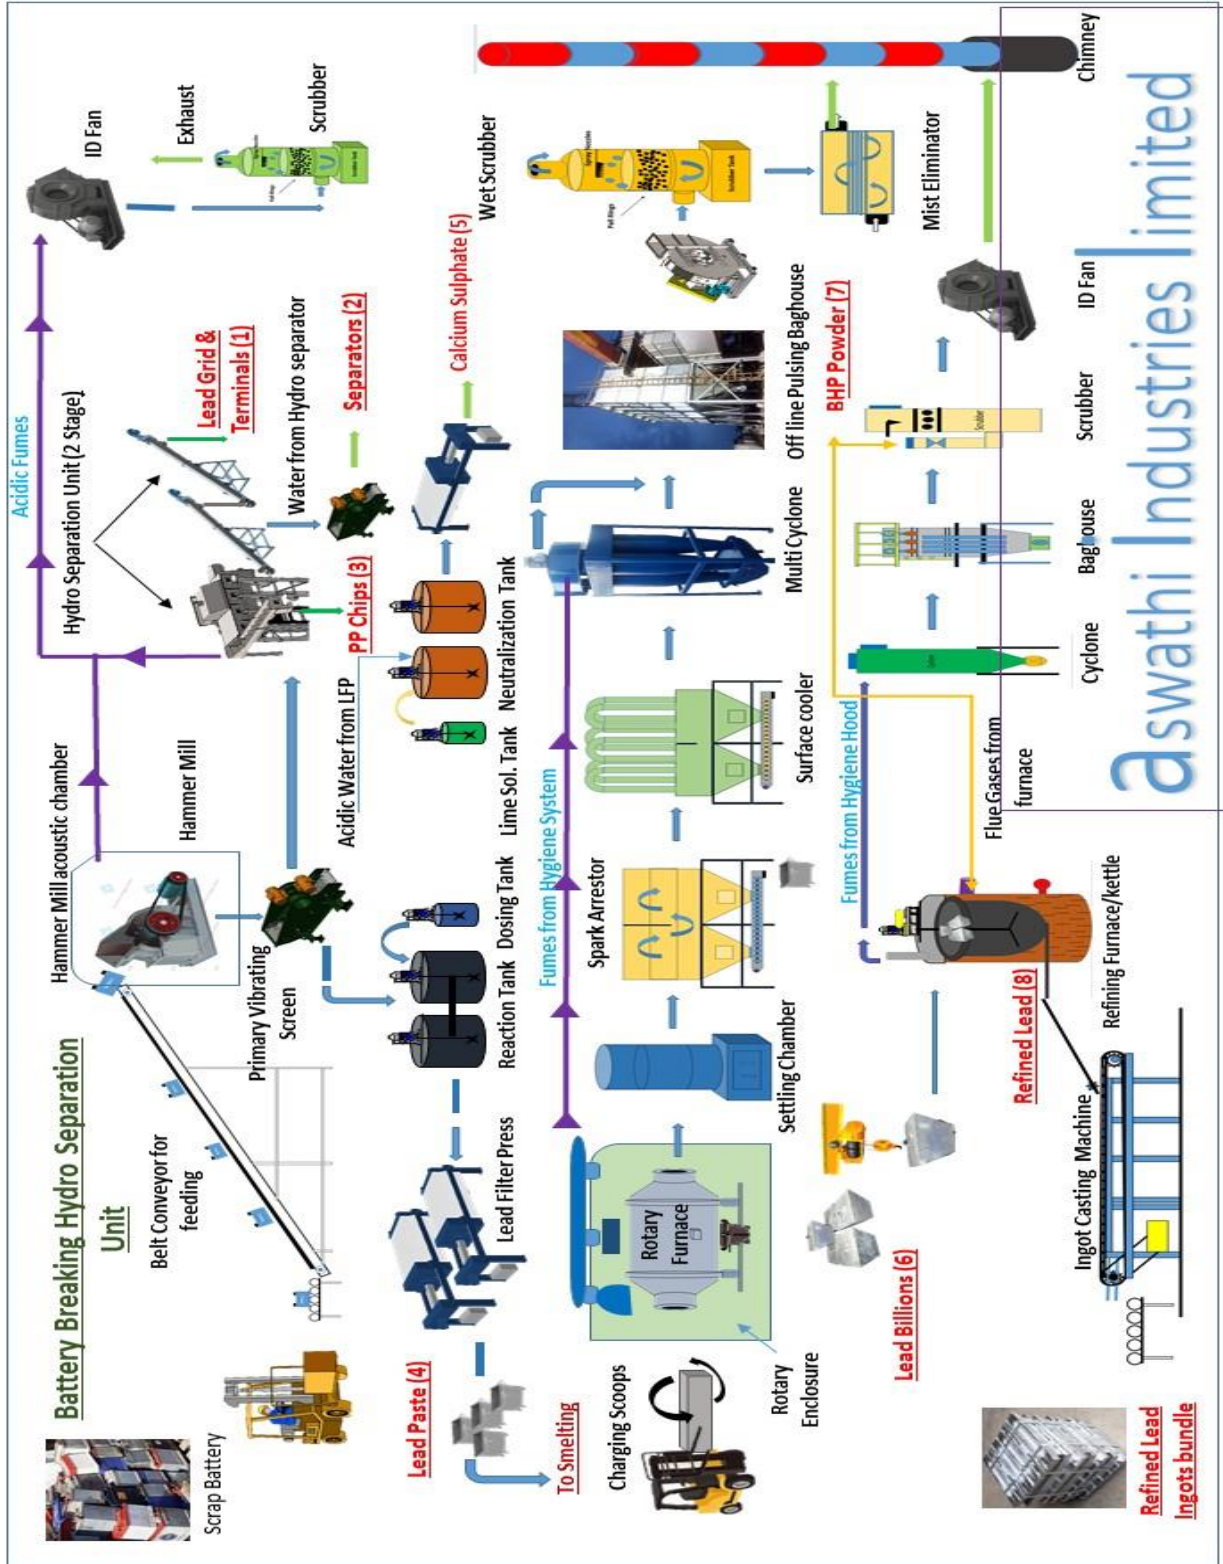 Battery Breaking Hydro Separation
Unit
Scrap Battery
Belt Conveyor for
feeding
Hammer Mill acoustic chamber
Hammer Mill
Primary Vibrating
Screen
Acidic Fumes
Hydro Separation Unit (2 Stage)
Lead Grid &
Terminals (1)
Water from Hydro separator
Separators (2)
PP Chips (3)
ID Fan
Exhaust
Scrubber
Lead Paste (4)
To Smelting
Lead Filter Press
Reaction Tank
Dosing Tank
Acidic Water from LFP
Lime Sol. Tank
Neutralization Tank
Calcium Sulphate (5)
Charging Scoops
Rotary
Furnace
Rotary
Enclosure
Settling Chamber
Fumes from Hygiene System
Spark Arrestor
Surface cooler
Multi Cyclone
Off line Pulsing Baghouse
BHP Powder (7)
Wet Scrubber
Spray Nozzles
Pall Rings
Scrubber Tank
Mist Eliminator
Lead Billions (6)
Refined Lead
Ingots bundle
Ingot Casting Machine
Refined Lead (8)
Refining Furnace/kettle
Fumes from Hygiene Hood
Flue Gases from
furnace
Cyclone
Baghouse
Scrubber
ID Fan
Chimney
aswathi Industries limited